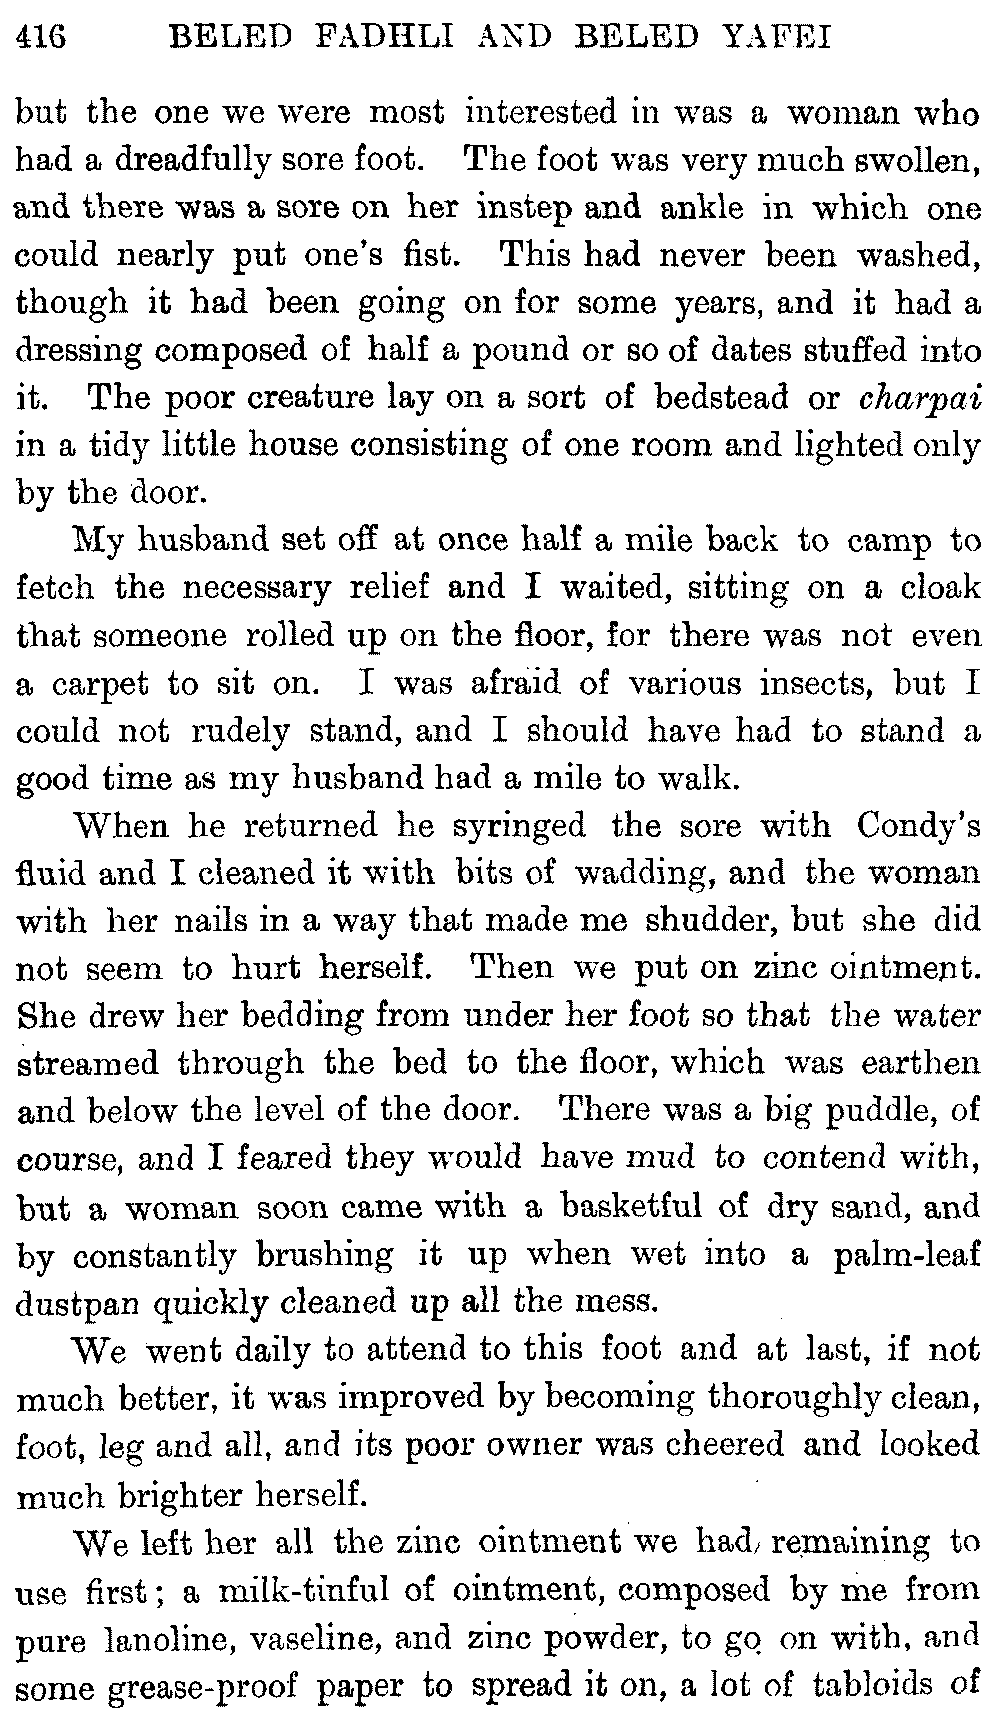 416 BELED FADHLI AND BELED YAFEI
but the one we were most interested in was a woman who
had a dreadfully sore foot. The foot was very much swollen,
and there was a sore on her instep and ankle in which one
could nearly put one's fist. This had never been washed,
though it had been going on for some years, and it had a
dressing composed of half a pound or so of dates stuffed into
it. The poor creature lay on a sort of bedstead or charpai
in a tidy little house consisting of one room and lighted only
by the door.
My husband set off at once half a mile back to camp to
fetch the necessary relief and I waited, sitting on a cloak
that someone rolled up on the floor, for there was not even
a carpet to sit on. I was afraid of various insects, but I
could not rudely stand, and I should have had to stand a
good time as my husband had a mile to walk.
When he returned he syringed the sore with Condy's
fluid and I cleaned it with bits of wadding, and the woman
with her nails in a way that made me shudder, but she did
not seem to hurt herself. Then we put on zinc ointment.
She drew her bedding from under her foot so that the water
streamed through the bed to the floor, which was earthen
and below the level of the door. There was a big puddle, of
course, and I feared they would have mud to contend with,
but a woman soon came with a basketful of dry sand, and
by constantly brushing it up when wet into a palm-leaf
dustpan quickly cleaned up all the mess.
We went daily to attend to this foot and at last, if not
much better, it was improved by becoming thoroughly clean,
foot, leg and all, and its poor owner was cheered and looked
much brighter herself.
We left her all the zinc ointment we had, remaining to
use first; a milk-tinful of ointment, composed by me from
pure lanoline, vaseline, and zinc powder, to go on with, and
some grease-proof paper to spread it on, a lot of tabloids of